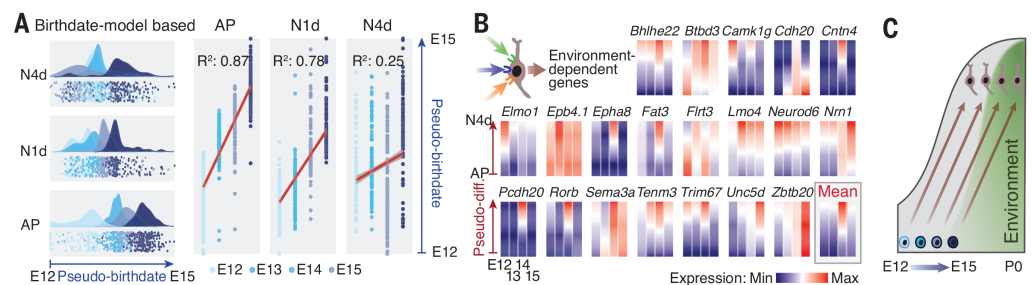 A
Birthdate-model based
AP
N1d
N4d
N4d
N1d
AP
E12
Pseudo-birthdate
E15
R²: 0.87
R²: 0.78
R²: 0.25
E15
Pseudo-birthdate
E12
E12
E13
E14
E15
B
Environment-
dependent
genes
Bhlhe22
Btbd3
Camk1g
Cdh20
Cntn4
Elmo1
Epb4.1
Epha8
Fat3
Flrt3
Lmo4
Neurod6
Nrn1
N4d
AP
Pseudo-diff.
Pcdh20
Rorb
Sema3a
Tenm3
Trim67
Unc5d
Zbtb20
Mean
E12 14
13 15
Expression: Min
Max
C
Environment
E12
E15
P0